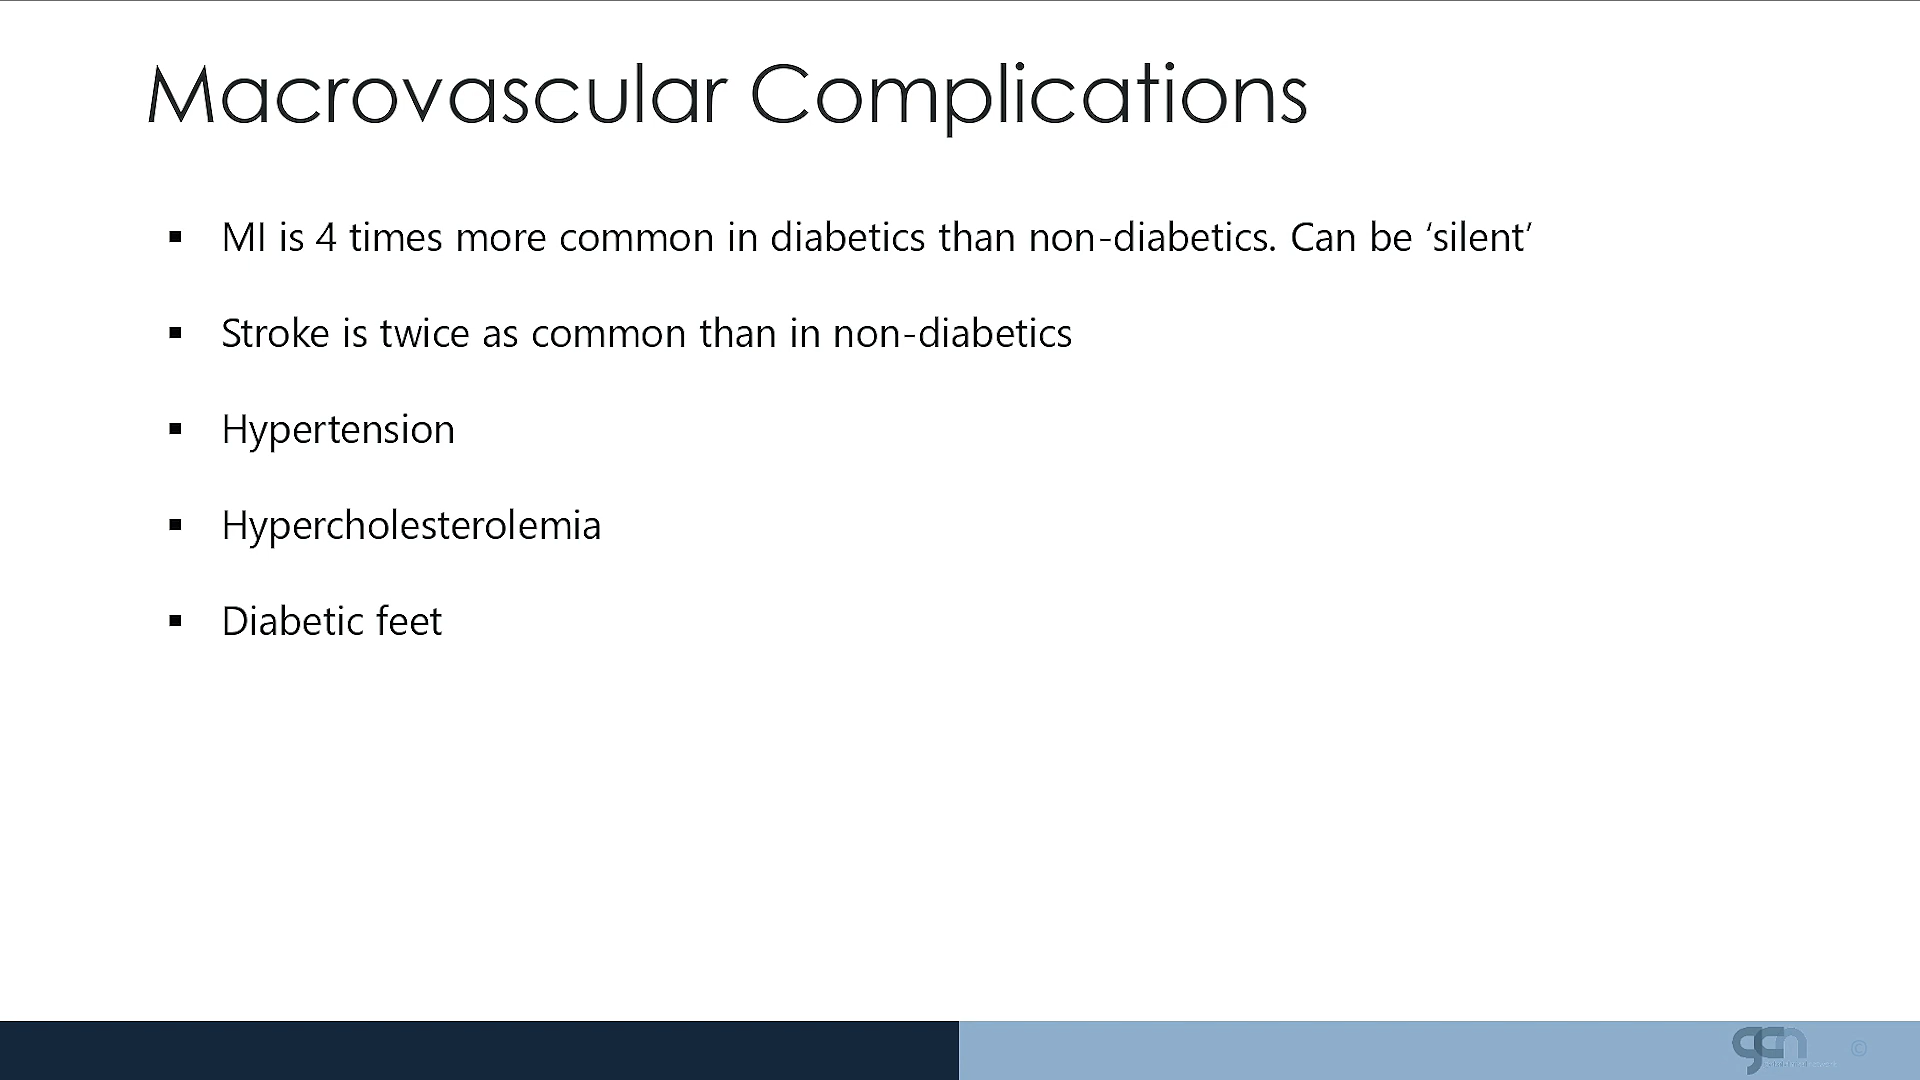 Macrovascular Complications
▪ MI is 4 times more common in diabetics than non-diabetics. Can be ‘silent’
▪ Stroke is twice as common than in non-diabetics
▪ Hypertension
▪ Hypercholesterolemia
▪ Diabetic feet
gcn
©